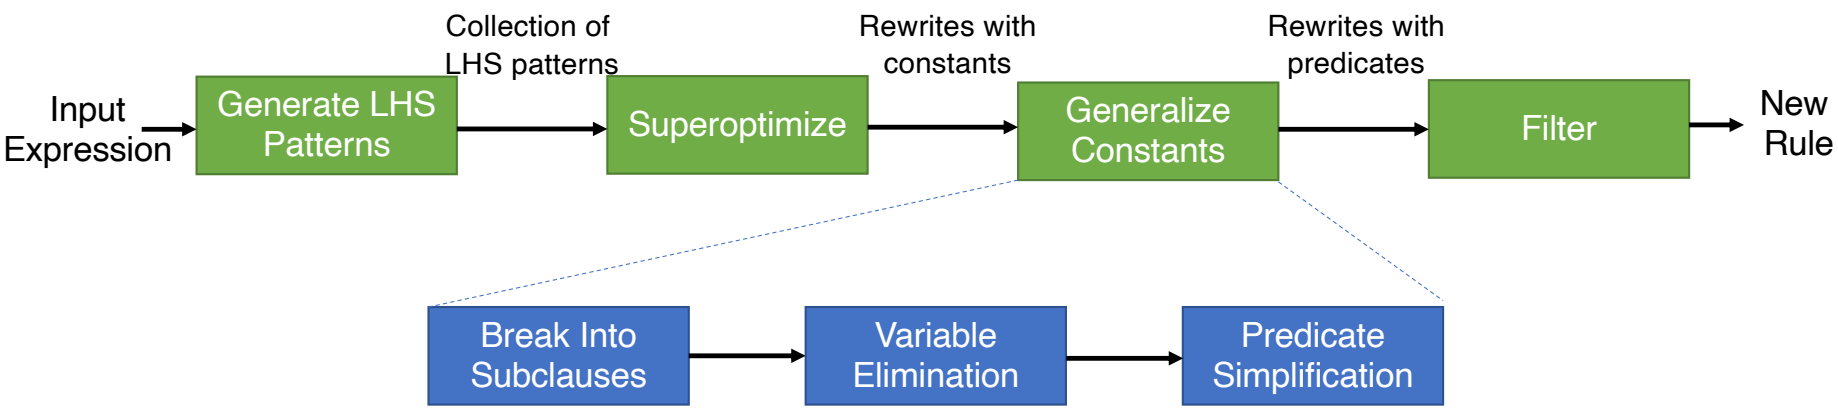 Input
Expression
Generate LHS
Patterns
Collection of
LHS patterns
Superoptimize
Rewrites with
constants
Generalize
Constants
Rewrites with
predicates
Filter
New
Rule
Break Into
Subclauses
Variable
Elimination
Predicate
Simplification